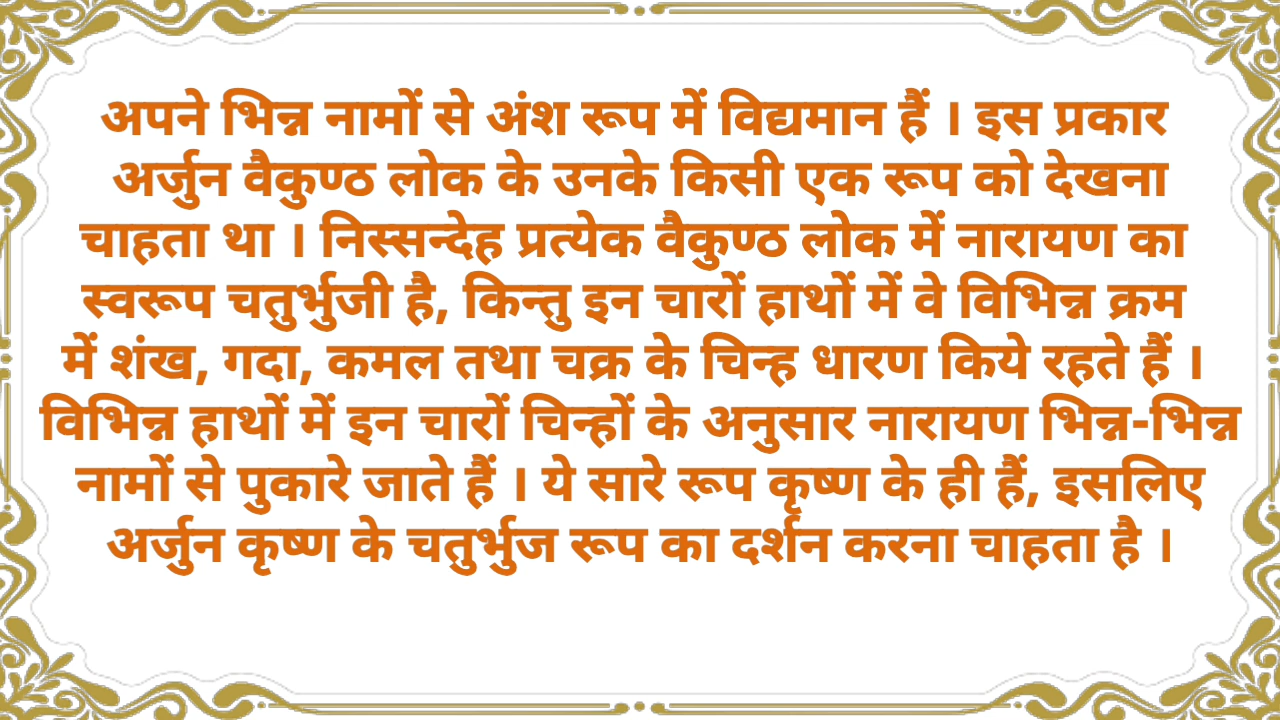 अपने भिन्न नामों से अंश रूप में विद्यमान हैं । इस प्रकार
अर्जुन वैकुण्ठ लोक के उनके किसी एक रूप को देखना
चाहता था । निस्सन्देह प्रत्येक वैकुण्ठ लोक में नारायण का
स्वरूप चतुर्भुजी है, किन्तु इन चारों हाथों में वे विभिन्न क्रम
में शंख, गदा, कमल तथा चक्र के चिन्ह धारण किये रहते हैं ।
विभिन्न हाथों में इन चारों चिन्हों के अनुसार नारायण भिन्न-भिन्न
नामों से पुकारे जाते हैं । ये सारे रूप कृष्ण के ही हैं, इसलिए
अर्जुन कृष्ण के चतुर्भुज रूप का दर्शन करना चाहता है ।